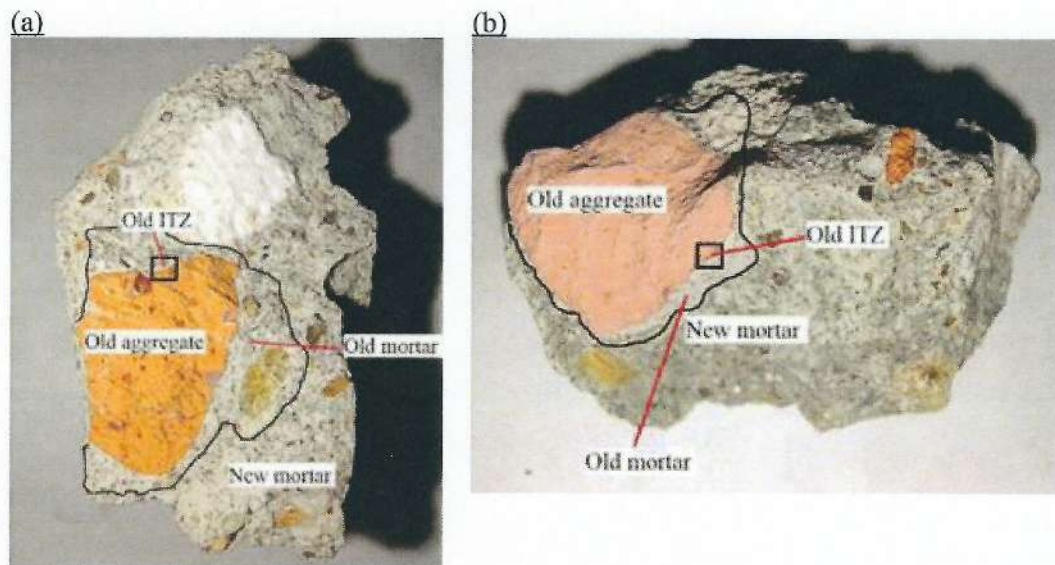 (a)
Old ITZ
Old aggregate
Old mortar
New mortar
(b)
Old aggregate
Old ITZ
New mortar
Old mortar